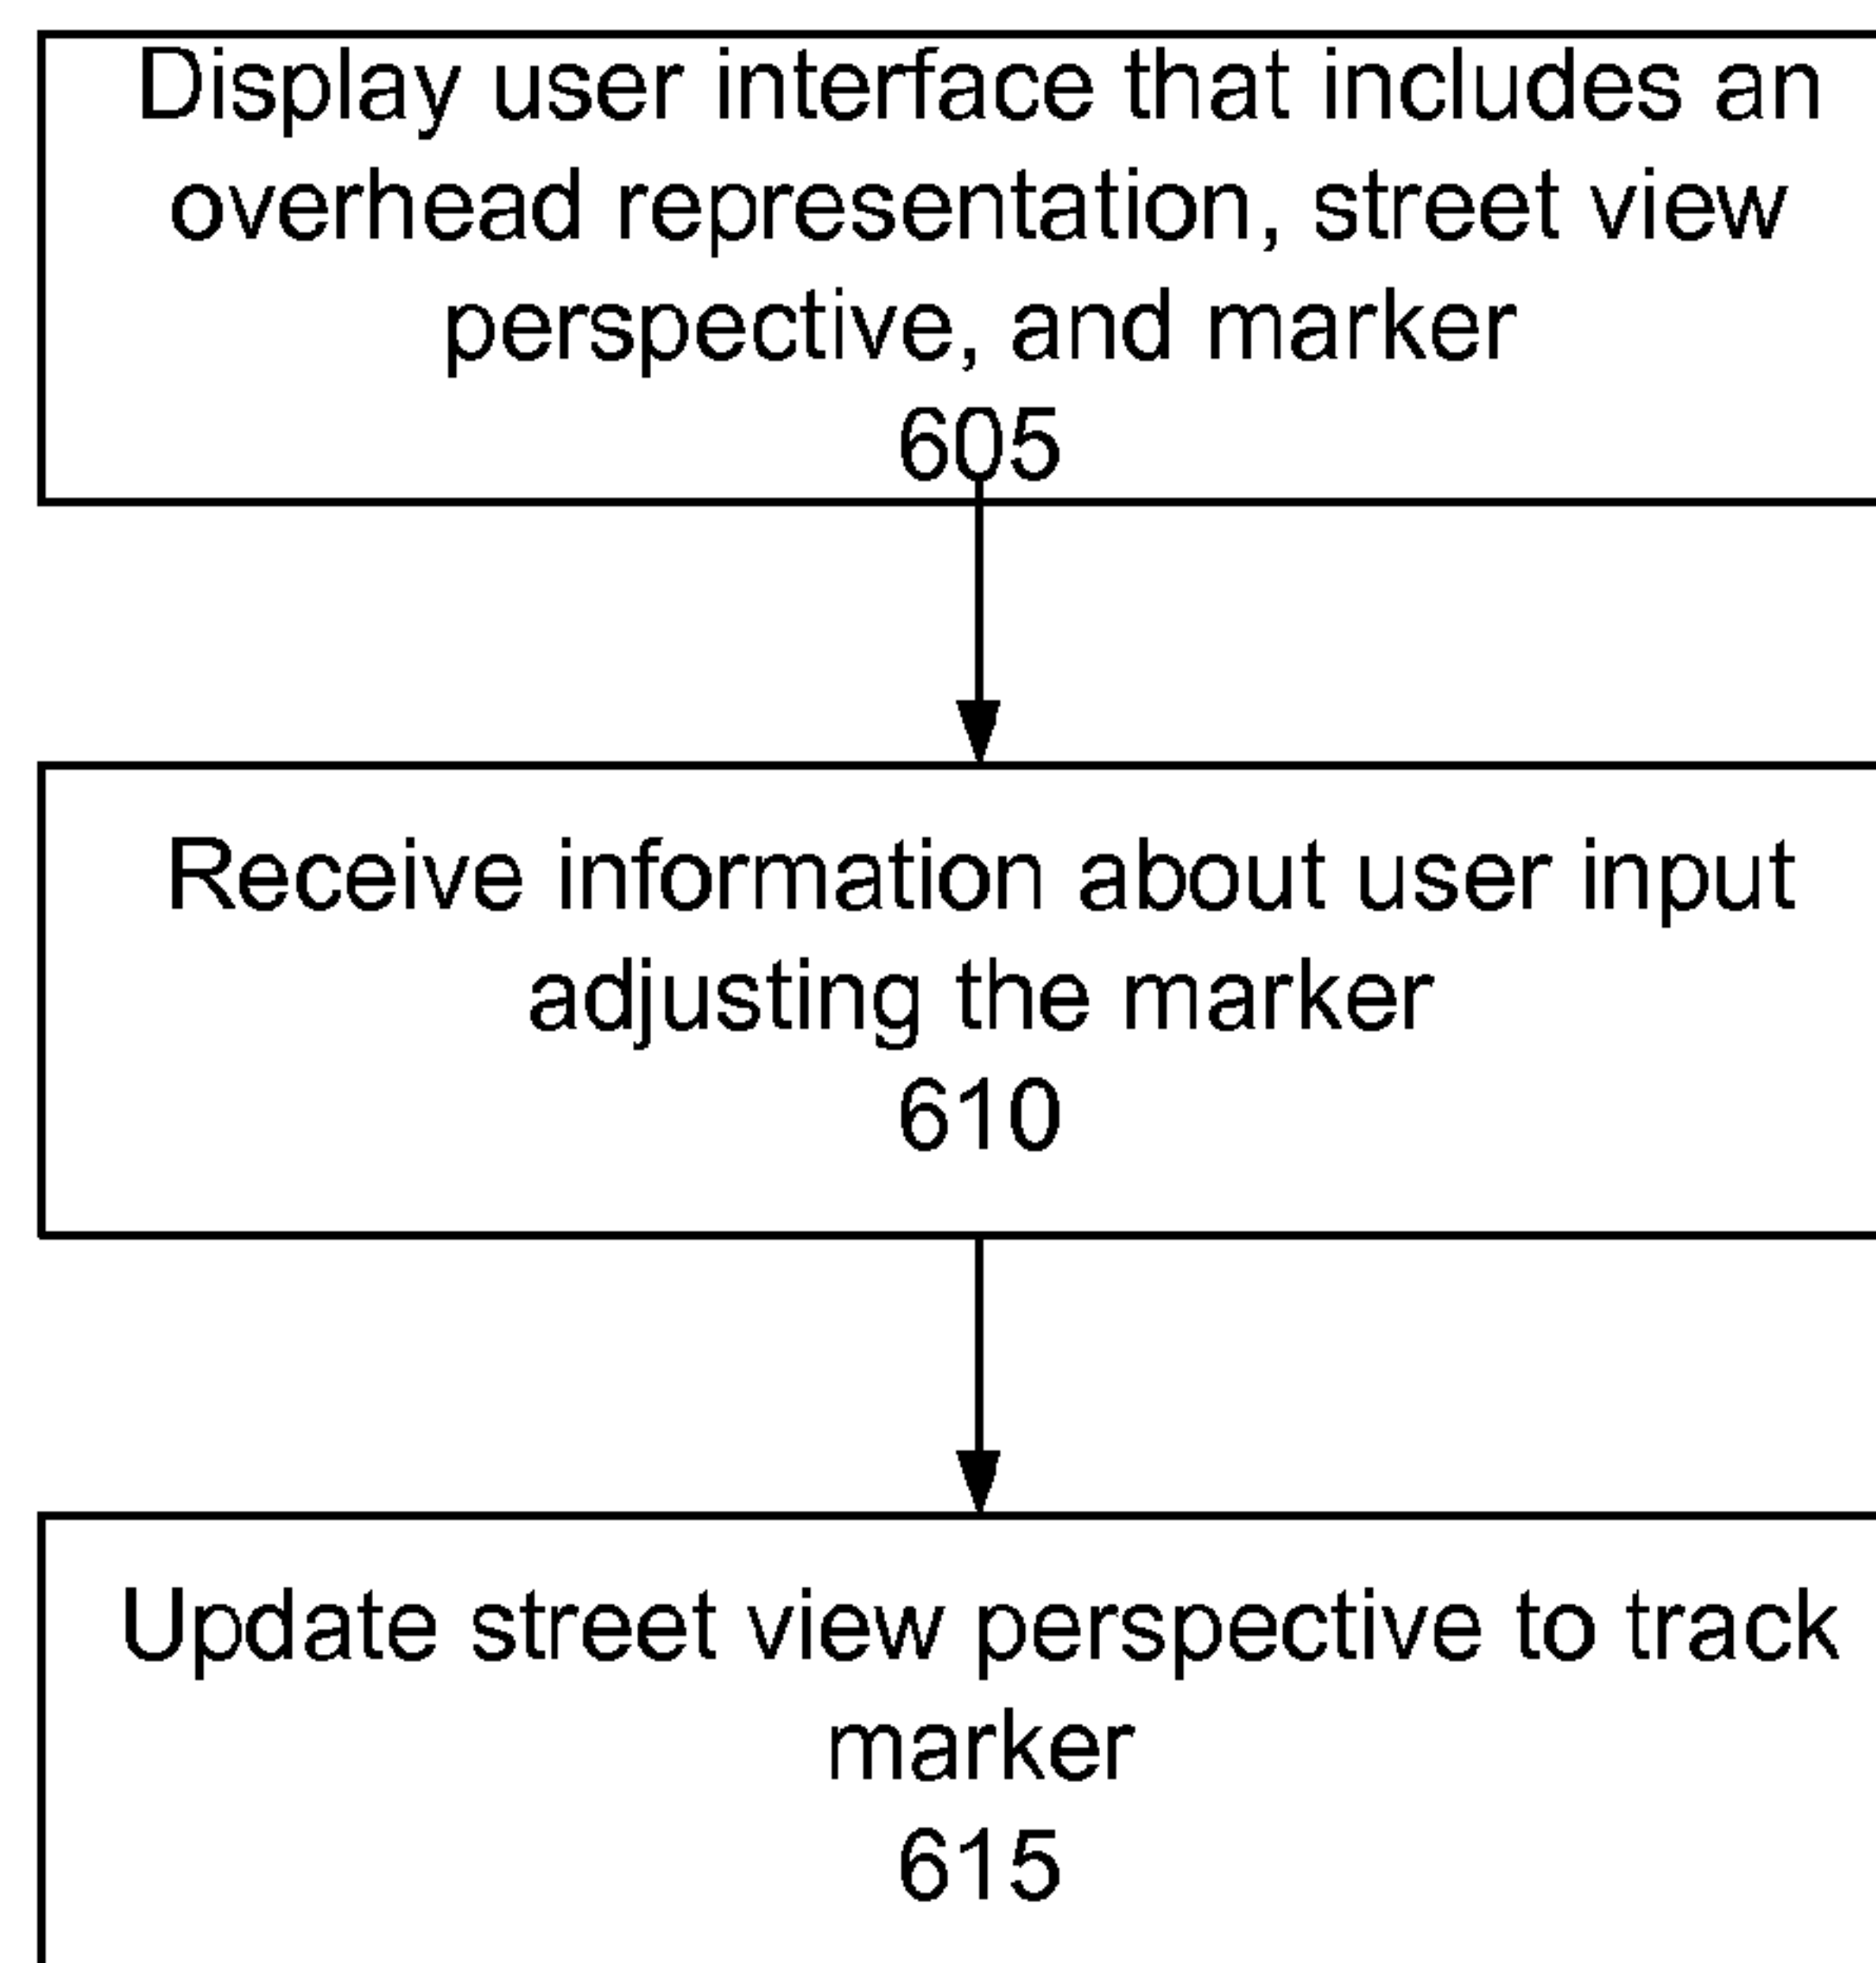 Display user interface that includes an
overhead representation, street view
perspective, and marker
605
Receive information about user input
adjusting the marker
610
Update street view perspective to track
marker
615